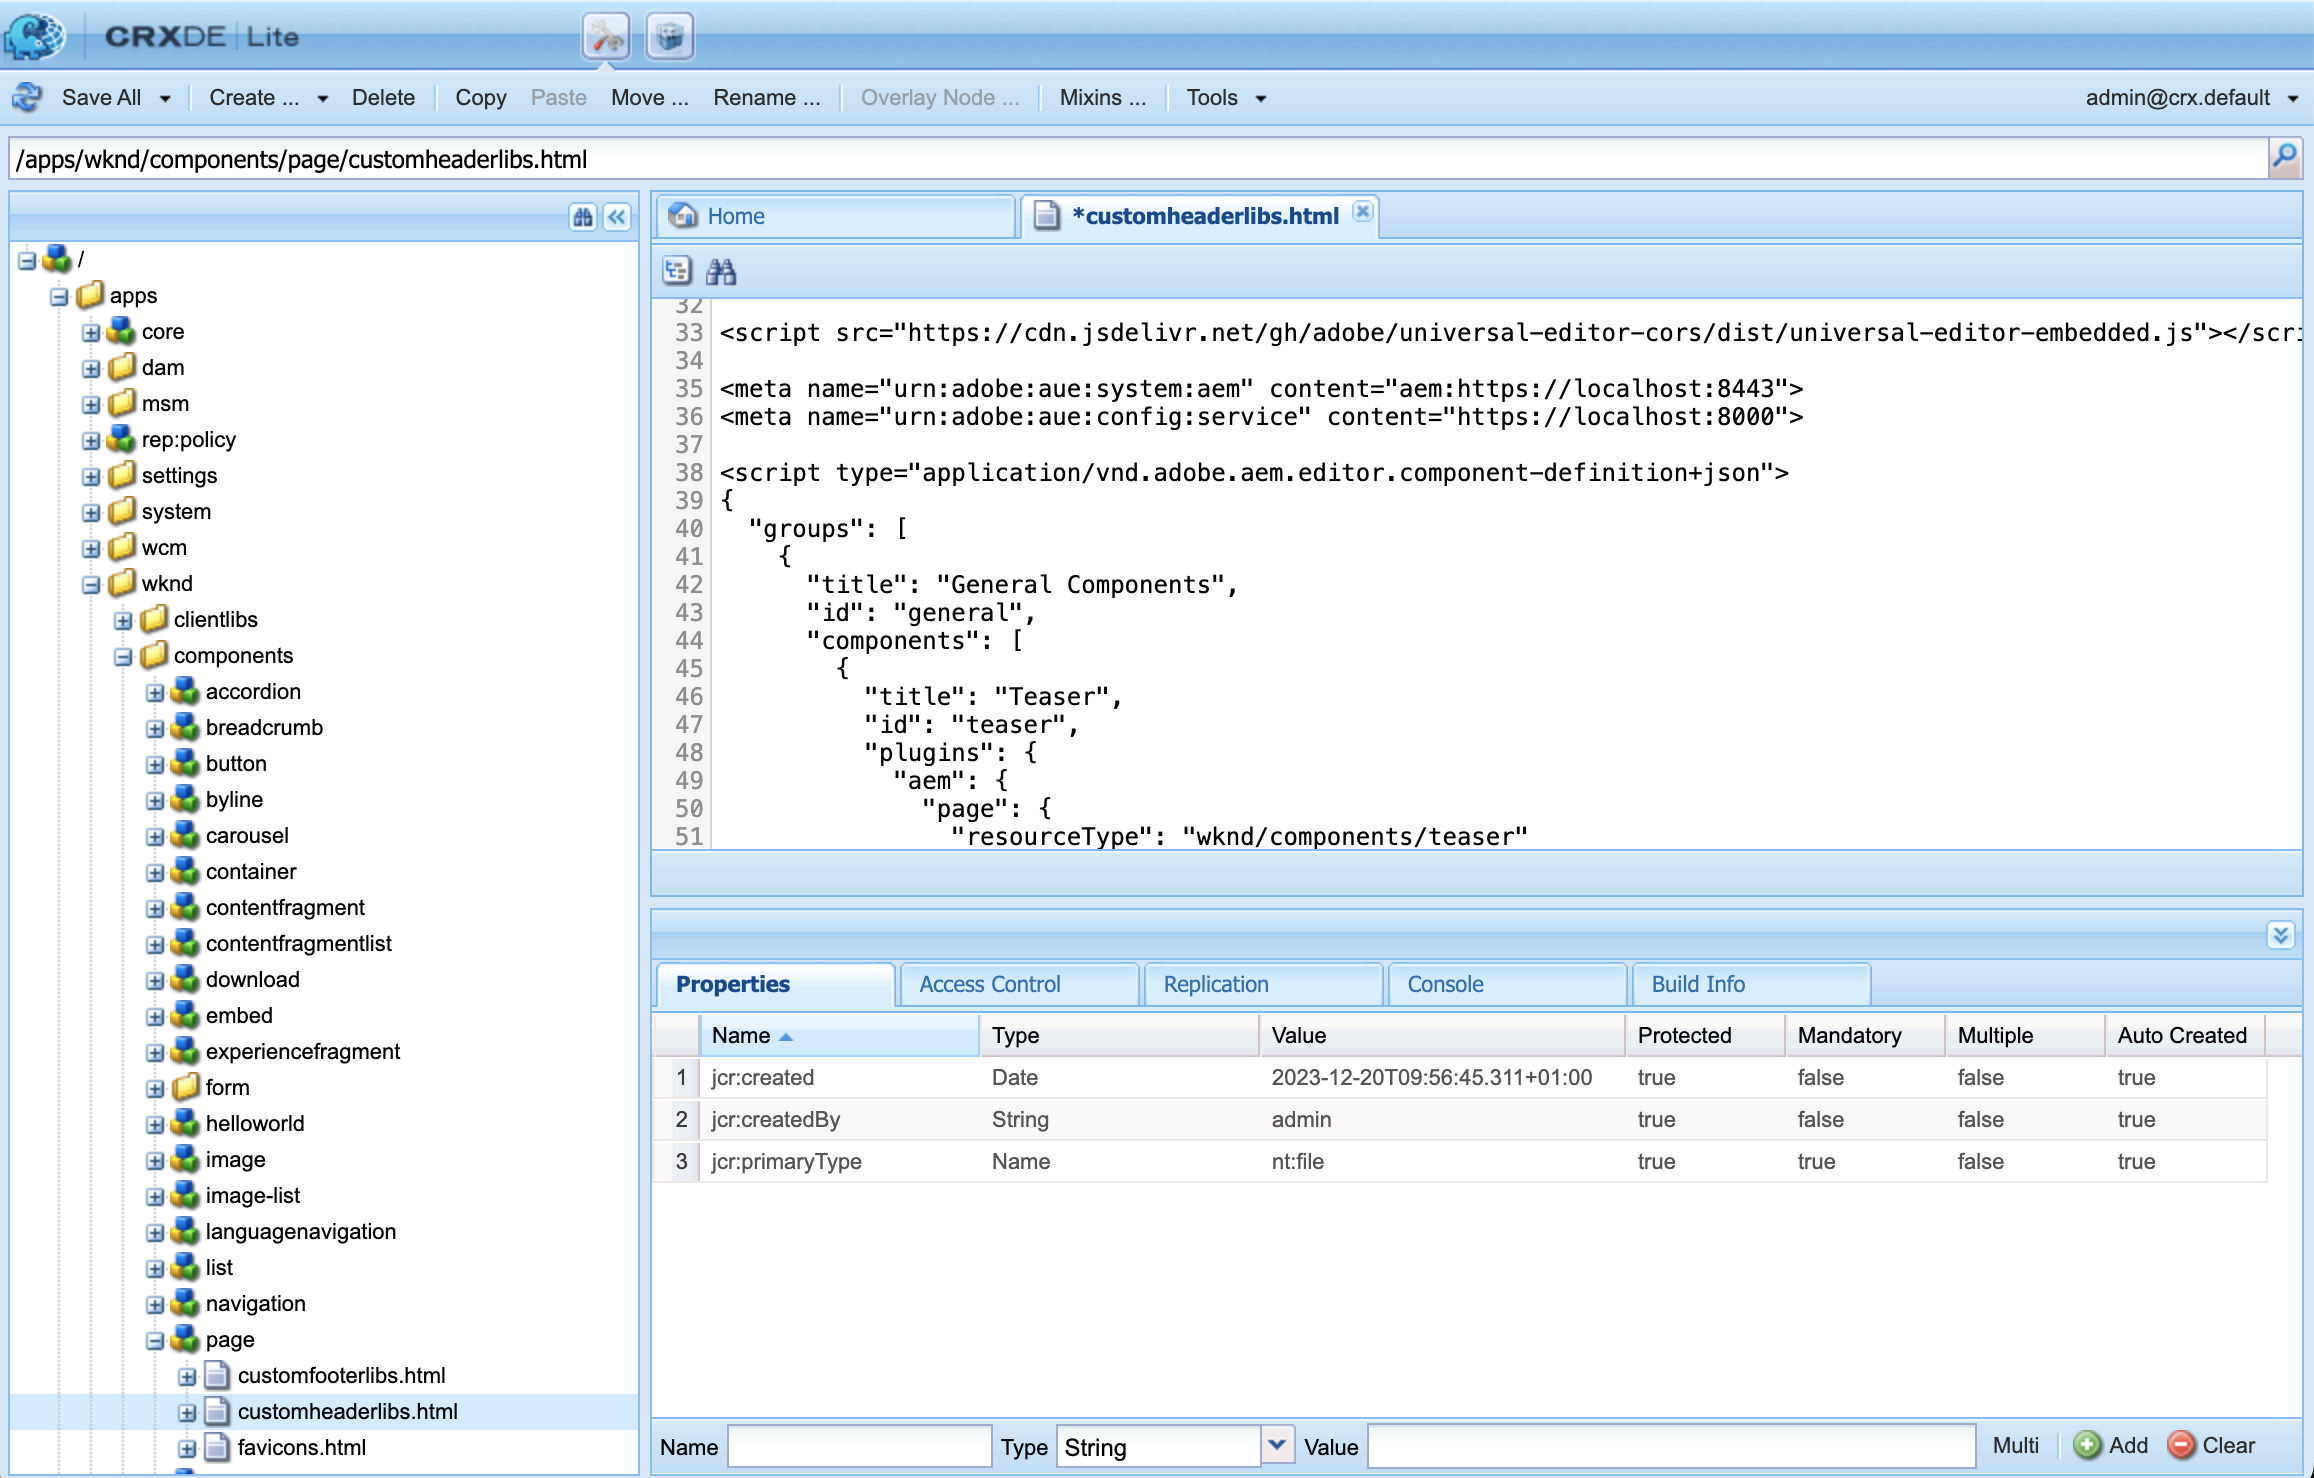 CRXDE | Lite
Save All Create ... Delete Copy Paste Move ... Rename ... Overlay Node ... Mixins ... Tools admin@crx.default
/apps/wknd/components/page/customheaderlibs.html
/
apps
core
dam
msm
rep:policy
settings
system
wcm
wknd
clientlibs
components
accordion
breadcrumb
button
byline
carousel
container
contentfragment
contentfragmentlist
download
embed
experiencefragment
form
helloworld
image
image-list
languagenavigation
list
navigation
page
customfooterlibs.html
customheaderlibs.html
favicons.html
Home *customheaderlibs.html
32
33 <script src="https://cdn.jsdelivr.net/gh/adobe/universal-editor-cors/dist/universal-editor-embedded.js"></scri
34
35 <meta name="urn:adobe:aue:system:aem" content="aem:https://localhost:8443">
36 <meta name="urn:adobe:aue:config:service" content="https://localhost:8000">
37
38 <script type="application/vnd.adobe.aem.editor.component-definition+json">
39 {
40 "groups": [
41 {
42 "title": "General Components",
43 "id": "general",
44 "components": [
45 {
46 "title": "Teaser",
47 "id": "teaser",
48 "plugins": {
49 "aem": {
50 "page": {
51 "resourceType": "wknd/components/teaser"
Properties Access Control Replication Console Build Info
Name Type Value Protected Mandatory Multiple Auto Created
1 jcr:created Date 2023-12-20T09:56:45.311+01:00 true false false true
2 jcr:createdBy String admin true false false true
3 jcr:primaryType Name nt:file true true false true
Name Type String Value Multi Add Clear